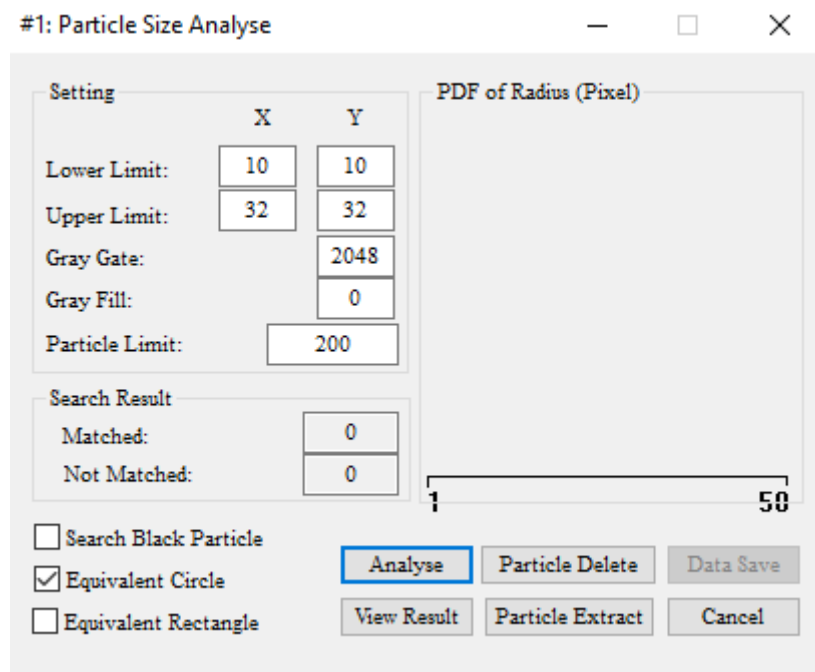 #1: Particle Size Analyse
Setting
X Y
Lower Limit: 10 10
Upper Limit: 32 32
Gray Gate: 2048
Gray Fill: 0
Particle Limit: 200
Search Result
Matched: 0
Not Matched: 0
PDF of Radius (Pixel)
1 50
Search Black Particle
Equivalent Circle
Equivalent Rectangle
Analyse Particle Delete Data Save
View Result Particle Extract Cancel